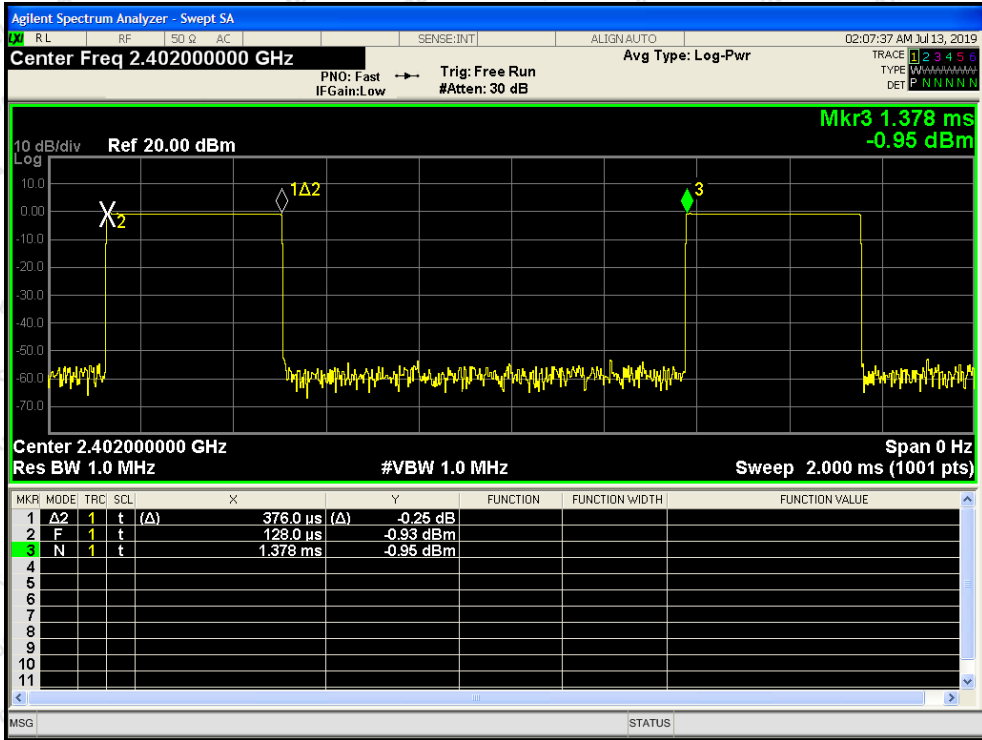 Agilent Spectrum Analyzer - Swept SA
LXI RL RF 50 Ω AC SENSE:INT ALIGN AUTO 02:07:37 AM Jul 13, 2019
Center Freq 2.402000000 GHz Avg Type: Log-Pwr TRACE 1 2 3 4 5 6
PNO: Fast Trig: Free Run TYPE WWWWWW
IFGain:Low #Atten: 30 dB DET P N N N N N
Mkr3 1.378 ms
10 dB/div Ref 20.00 dBm -0.95 dBm
Log
10.0
1Δ2 3
0.00
2
-10.0
-20.0
-30.0
-40.0
-50.0
-60.0
-70.0
Center 2.402000000 GHz Span 0 Hz
Res BW 1.0 MHz #VBW 1.0 MHz Sweep 2.000 ms (1001 pts)
MKR MODE TRC SCL X Y FUNCTION FUNCTION WIDTH FUNCTION VALUE
1 Δ2 1 t (Δ) 376.0 µs (Δ) -0.25 dB
2 F 1 t 128.0 µs -0.93 dBm
3 N 1 t 1.378 ms -0.95 dBm
4
5
6
7
8
9
10
11
MSG STATUS